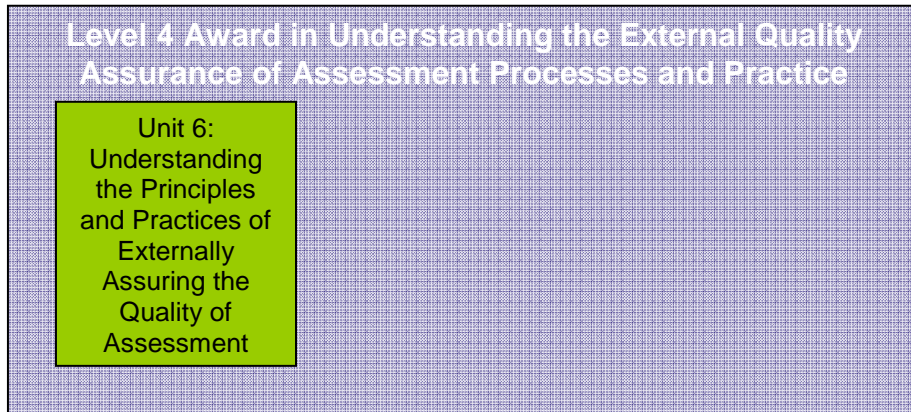 Level 4 Award in Understanding the External Quality
Assurance of Assessment Processes and Practice
Unit 6:
Understanding
the Principles
and Practices of
Externally
Assuring the
Quality of
Assessment